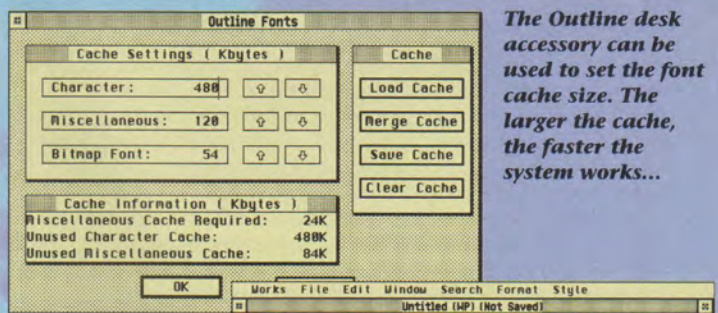 Outline Fonts
Cache Settings ( Kbytes )
Character: 480
Miscellaneous: 120
Bitmap Font: 54
Cache
Load Cache
Merge Cache
Save Cache
Clear Cache
Cache Information ( Kbytes )
Miscellaneous Cache Required: 24K
Unused Character Cache: 480K
Unused Miscellaneous Cache: 84K
OK
Works File Edit Window Search Format Style
Untitled (WP) (Not Saved)
The Outline desk
accessory can be
used to set the font
cache size. The
larger the cache,
the faster the
system works...